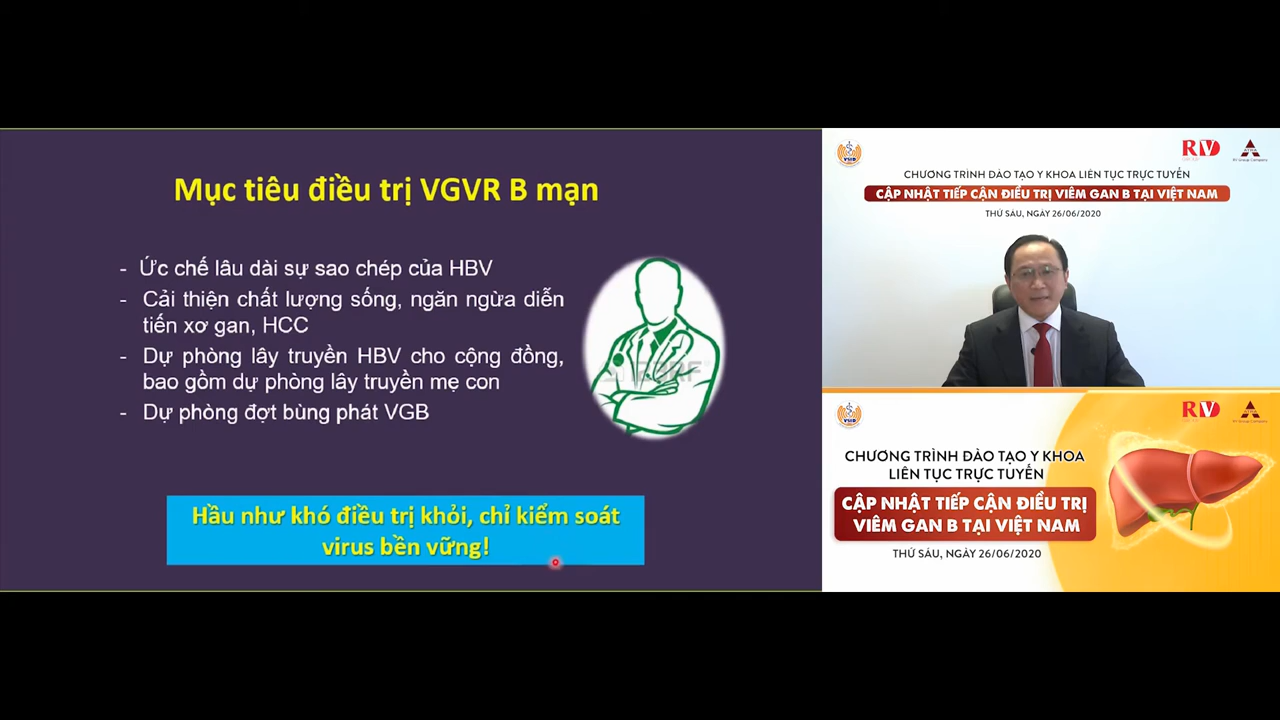 Mục tiêu điều trị VGVR B mạn
- Ức chế lâu dài sự sao chép của HBV
- Cải thiện chất lượng sống, ngăn ngừa diễn
tiến xơ gan, HCC
- Dự phòng lây truyền HBV cho cộng đồng,
bao gồm dự phòng lây truyền mẹ con
- Dự phòng đợt bùng phát VGB
Hầu như khó điều trị khỏi, chỉ kiểm soát
virus bền vững!
VSID
RV
CHƯƠNG TRÌNH ĐÀO TẠO Y KHOA LIÊN TỤC TRỰC TUYẾN
CẬP NHẬT TIẾP CẬN ĐIỀU TRỊ VIÊM GAN B TẠI VIỆT NAM
THỨ SÁU, NGÀY 26/06/2020
VSID
RV
CHƯƠNG TRÌNH ĐÀO TẠO Y KHOA
LIÊN TỤC TRỰC TUYẾN
CẬP NHẬT TIẾP CẬN ĐIỀU TRỊ
VIÊM GAN B TẠI VIỆT NAM
THỨ SÁU, NGÀY 26/06/2020